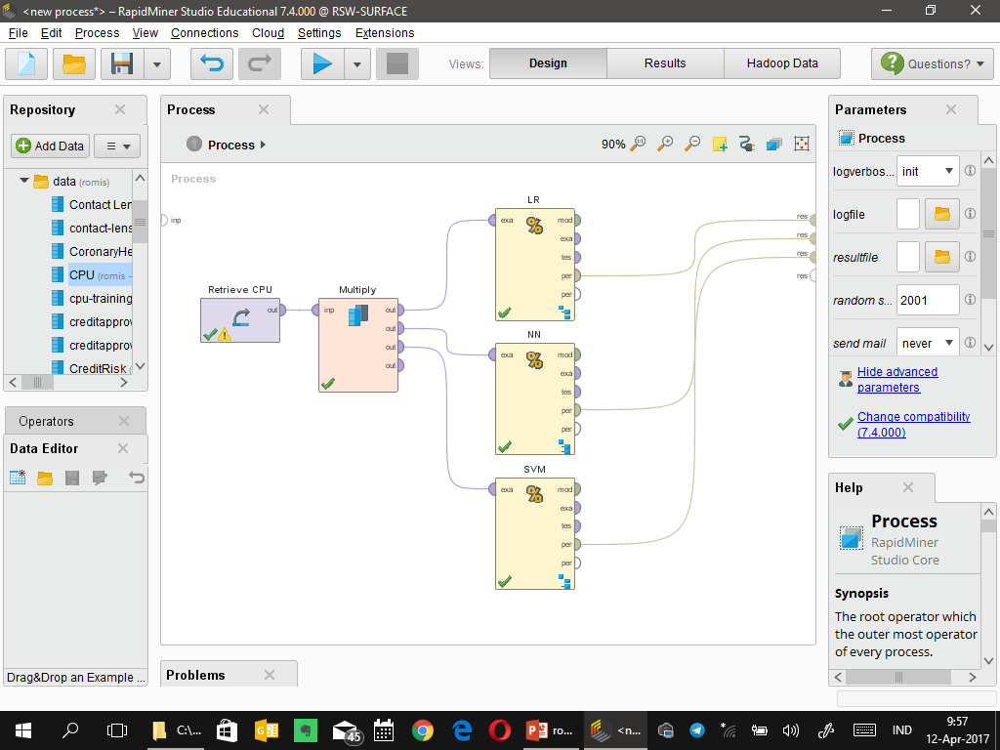 <new process*> – RapidMiner Studio Educational 7.4.000 @ RSW-SURFACE
File Edit Process View Connections Cloud Settings Extensions
Views: Design Results Hadoop Data Questions?
Repository
Add Data
data (romis)
Contact Len
contact-lens
CoronaryHe
CPU (romis -
cpu-training
creditapprov
creditapprov
CreditRisk (
Operators
Data Editor
Drag&Drop an Example ...
Process
Process
90%
Process
inp
Retrieve CPU
out
Multiply
inp
out
out
out
out
LR
exa
mod
exa
tes
per
per
NN
exa
mod
exa
tes
per
per
SVM
exa
mod
exa
tes
per
per
res
res
res
res
Problems
Parameters
Process
logverbos... init
logfile
resultfile
random s... 2001
send mail never
Hide advanced
parameters
Change compatibility
(7.4.000)
Help
Process
RapidMiner
Studio Core
Synopsis
The root operator which
the outer most operator
of every process.
C:\...
45
ro...
<n...
IND
9:57
12-Apr-2017